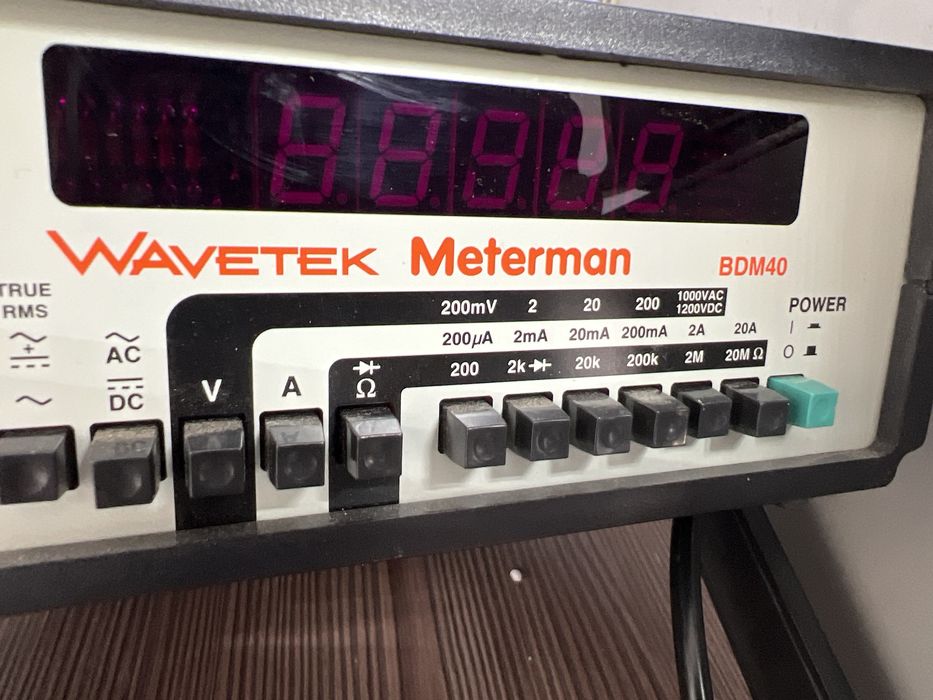 WAVETEK Meterman BDM40
TRUE
RMS
AC
DC
V
A
Ω
200mV 2 20 200 1000VAC
1200VDC
200µA 2mA 20mA 200mA 2A 20A
200 2k 20k 200k 2M 20MΩ
POWER
I
O